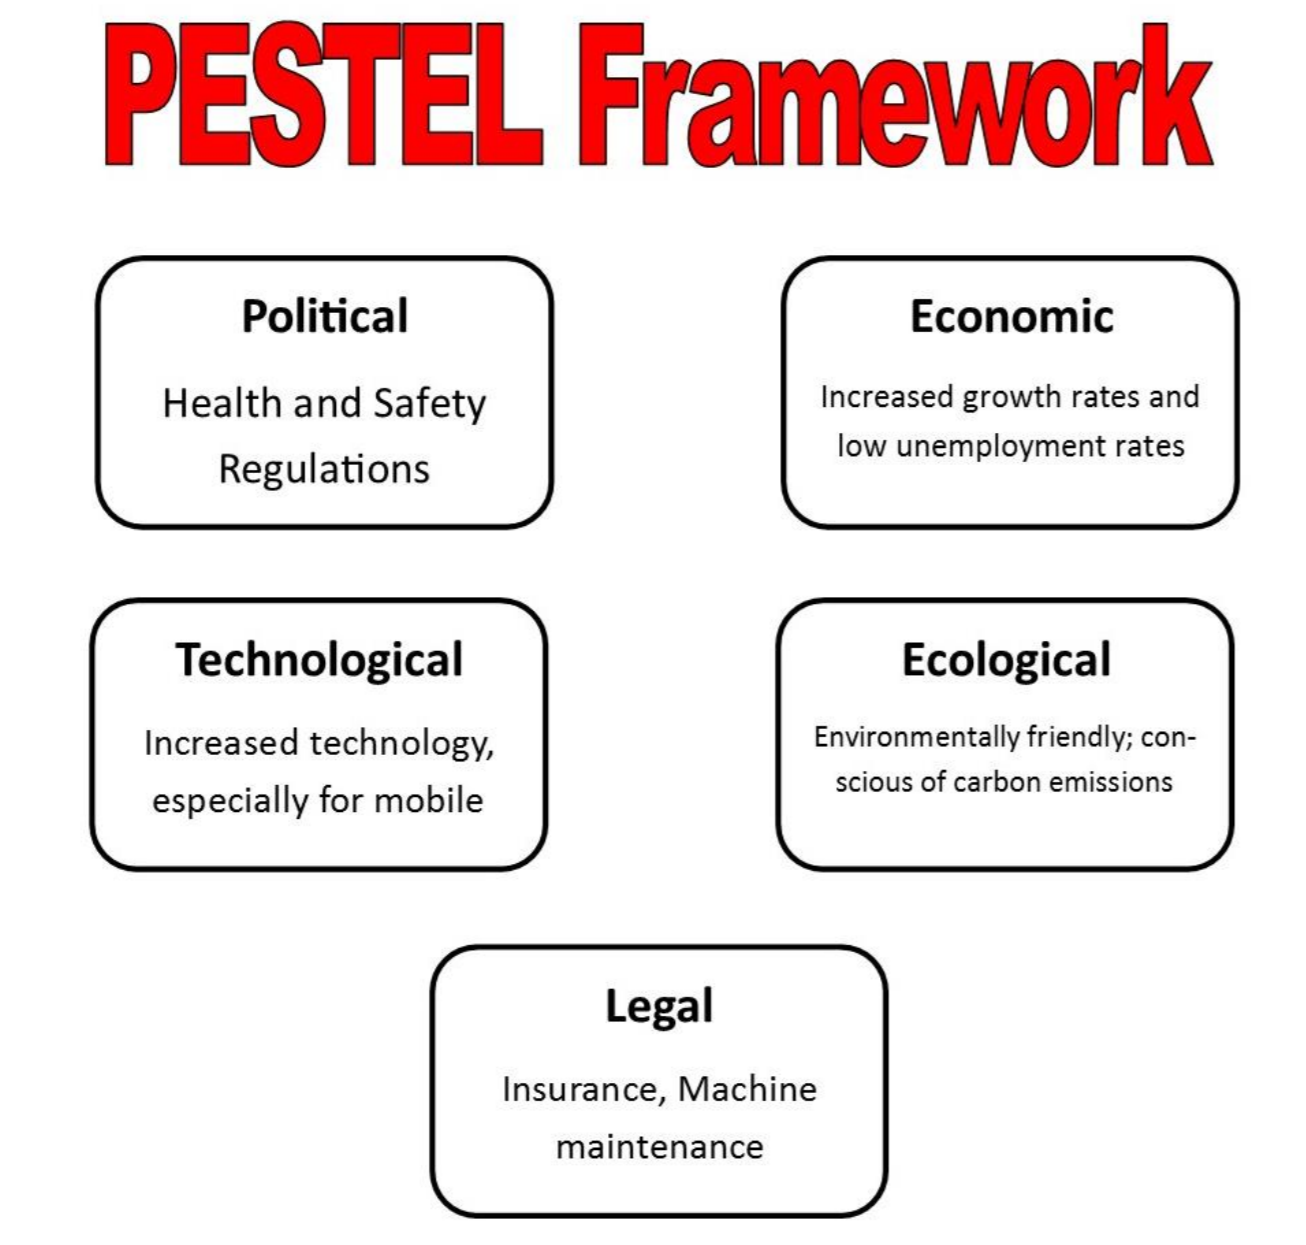 PESTEL Framework
Political
Health and Safety
Regulations
Economic
Increased growth rates and
low unemployment rates
Technological
Increased technology,
especially for mobile
Ecological
Environmentally friendly; con-
scious of carbon emissions
Legal
Insurance, Machine
maintenance